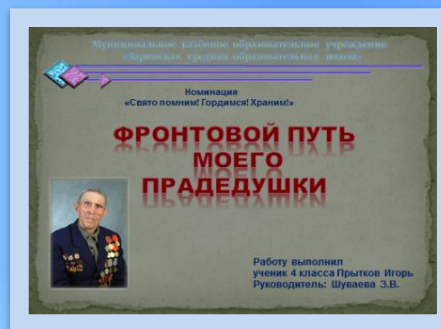 Муниципальное казённое образовательное учреждение
средняя образовательная школа»
Номинация
«Свято помним! Гордимся! Храним!»
ФРОНТОВОЙ ПУТЬ
МОЕГО
ПРАДЕДУШКИ
Работу выполнил
ученик 4 класса Прытков Игорь
Руководитель: Шуваева З.В.